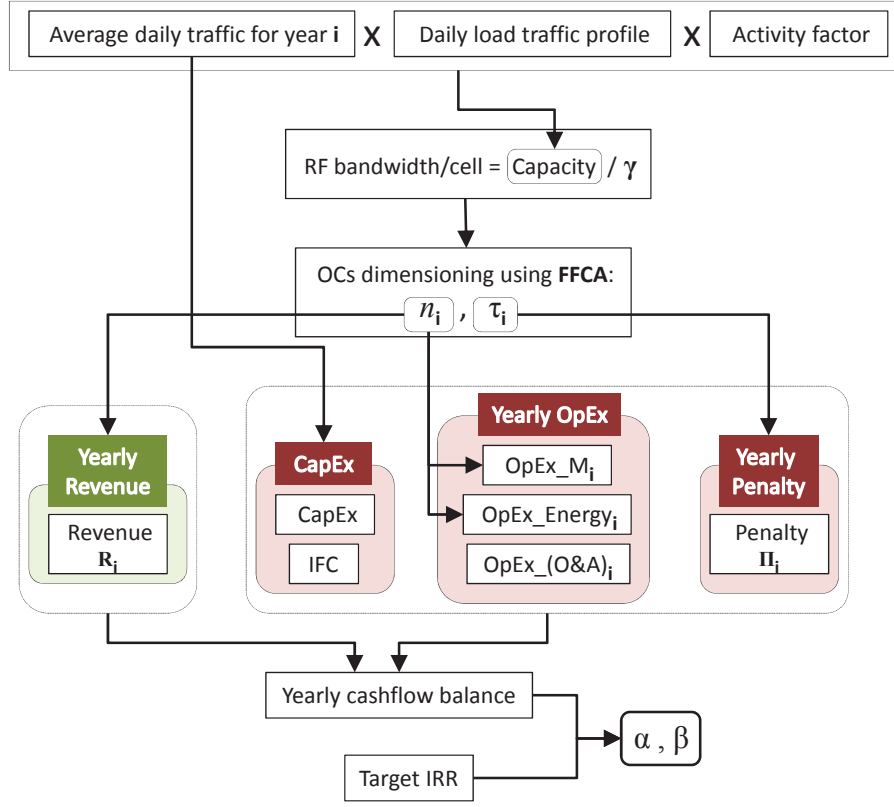 Average daily traffic for year i X Daily load traffic profile X Activity factor
RF bandwidth/cell = Capacity / γ
OCs dimensioning using FFCA:
nᵢ , τᵢ
Yearly OpEx
Yearly
Revenue
CapEx
Yearly
Penalty
OpEx_Mᵢ
CapEx
OpEx_Energyᵢ
Revenue
Rᵢ
Penalty
Πᵢ
IFC
OpEx_(O&A)ᵢ
Yearly cashflow balance
α , β
Target IRR